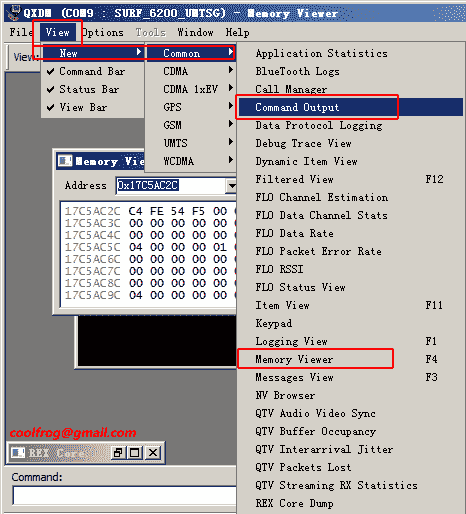 QXDM (COM9 : SURF_6200_UMTSG) - Memory Viewer
File View Options Tools Window Help
View:
New
Command Bar
Status Bar
View Bar
Common
CDMA
CDMA 1xEV
GPS
GSM
UMTS
WCDMA
Application Statistics
BlueTooth Logs
Call Manager
Command Output
Data Protocol Logging
Debug Trace View
Dynamic Item View
Filtered View F12
FLO Channel Estimation
FLO Data Channel Stats
FLO Data Rate
FLO Packet Error Rate
FLO RSSI
FLO Status View
Item View F11
Keypad
Logging View F1
Memory Viewer F4
Messages View F3
NV Browser
QTV Audio Video Sync
QTV Buffer Occupancy
QTV Interarrival Jitter
QTV Packets Lost
QTV Streaming RX Statistics
REX Core Dump
Memory Vie
Address 0x17C5AC2C
17C5AC2C C4 FE 54 F5 00
17C5AC3C 00 00 00 00 00
17C5AC4C 00 00 00 00 00
17C5AC5C 04 00 00 00 01
17C5AC6C 00 00 00 00 00
17C5AC7C 00 00 00 00 00
17C5AC8C 00 00 00 00 00
17C5AC9C 04 00 00 00 00
coolfrog@gmail.com
REX Core
Command: